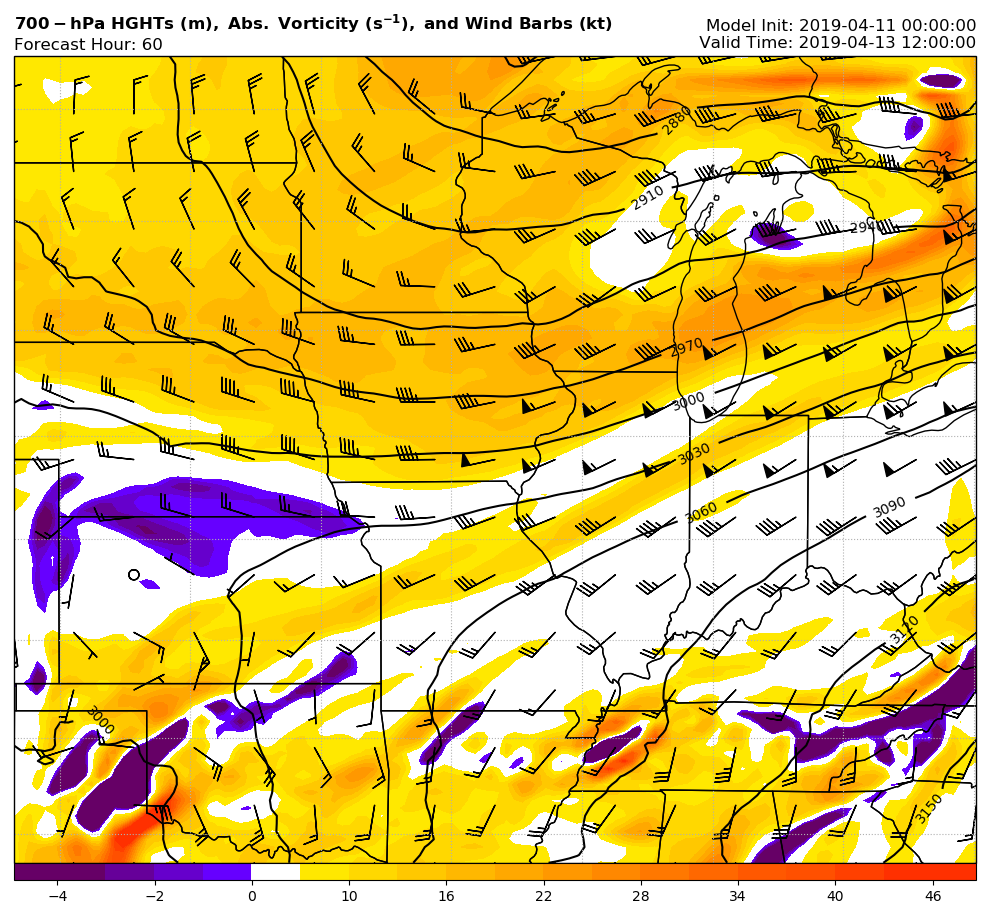 700−hPa HGHTs (m), Abs. Vorticity (s⁻¹), and Wind Barbs (kt)
Model Init: 2019-04-11 00:00:00
Forecast Hour: 60
Valid Time: 2019-04-13 12:00:00
2880
2910
2940
2970
3000
3030
3060
3090
3120
3000
3150
−4 −2 0 10 16 22 28 34 40 46